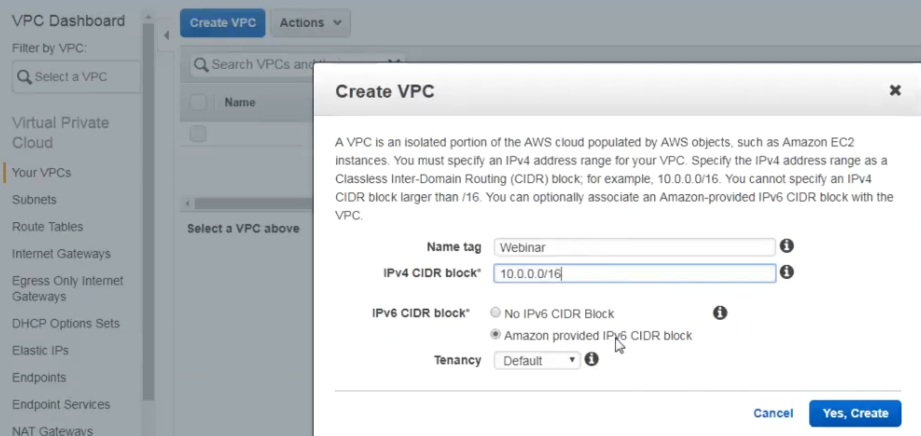 VPC Dashboard
Filter by VPC:
Select a VPC
Virtual Private
Cloud
Your VPCs
Subnets
Route Tables
Internet Gateways
Egress Only Internet
Gateways
DHCP Options Sets
Elastic IPs
Endpoints
Endpoint Services
NAT Gateways
Create VPC
Actions
Search VPCs and
Name
Select a VPC above
Create VPC
A VPC is an isolated portion of the AWS cloud populated by AWS objects, such as Amazon EC2
instances. You must specify an IPv4 address range for your VPC. Specify the IPv4 address range as a
Classless Inter-Domain Routing (CIDR) block; for example, 10.0.0.0/16. You cannot specify an IPv4
CIDR block larger than /16. You can optionally associate an Amazon-provided IPv6 CIDR block with the
VPC.
Name tag Webinar
IPv4 CIDR block* 10.0.0.0/16
IPv6 CIDR block* No IPv6 CIDR Block
Amazon provided IPv6 CIDR block
Tenancy Default
Cancel Yes, Create